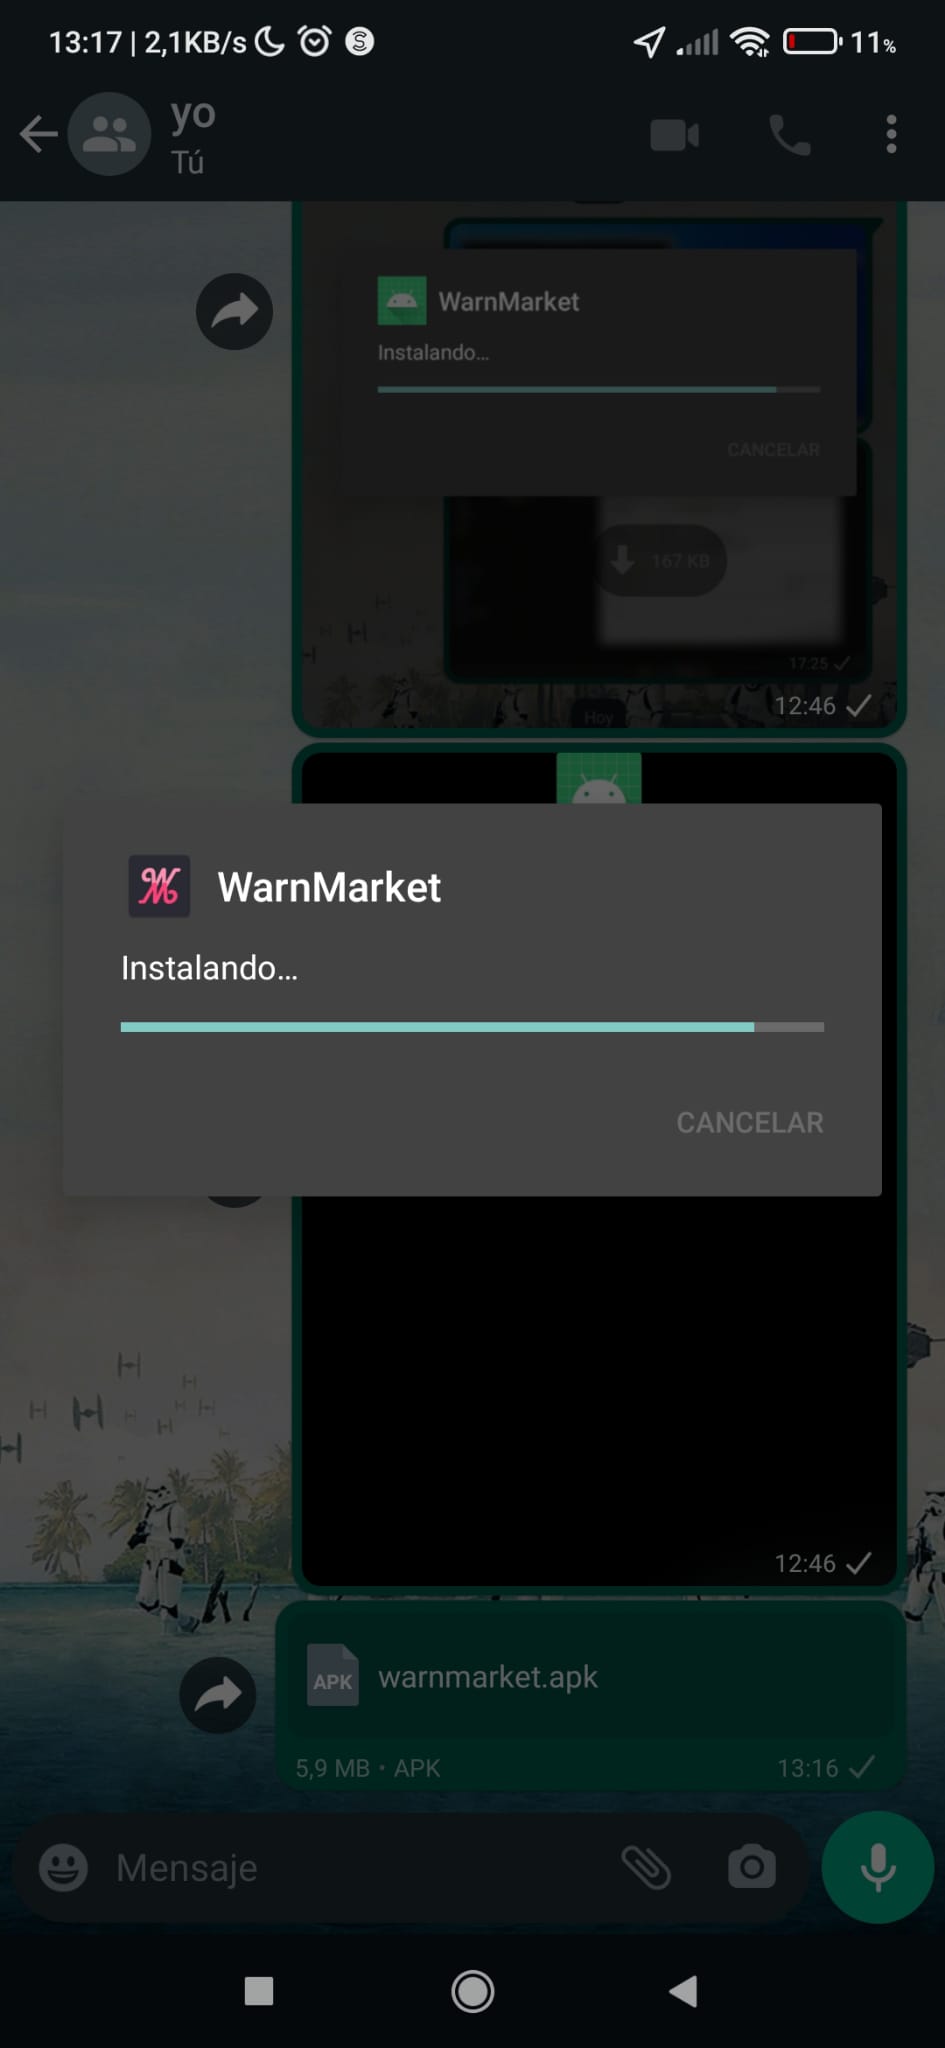 13:17 | 2,1KB/s
11%
yo
Tú
WarnMarket
Instalando...
CANCELAR
167 KB
17:25
Hoy
12:46
WarnMarket
Instalando...
CANCELAR
12:46
APK
warnmarket.apk
5,9 MB • APK
13:16
Mensaje